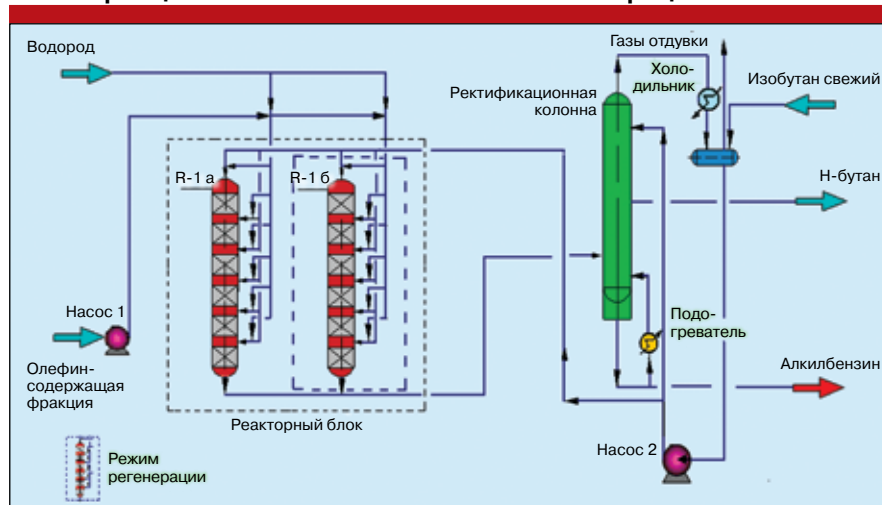 Водород
Газы отдувки
Холо-
дильник
Изобутан свежий
Ректификационная
колонна
R-1 а
R-1 б
Н-бутан
Насос 1
Подо-
греватель
Олефин-
содержащая
фракция
Алкилбензин
Реакторный блок
Насос 2
Режим
регенерации